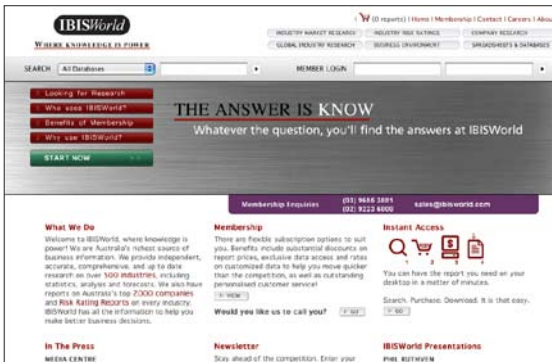 (0 reports) | Home | Membership | Contact | Careers | Abou
IBISWorld
WHERE KNOWLEDGE IS POWER
INDUSTRY MARKET RESEARCH
INDUSTRY RISK RATINGS
COMPANY RESEARCH
GLOBAL INDUSTRY RESEARCH
BUSINESS ENVIRONMENT
SPREADSHEETS & DATABASES
SEARCH
All Databases
MEMBER LOGIN
Looking for Research
Who uses IBISWorld?
Benefits of Membership
Why use IBISWorld?
START NOW >>
THE ANSWER IS KNOW
Whatever the question, you'll find the answers at IBISWorld
Membership Enquiries
(03) 9686 3881
(02) 9223 6000
sales@ibisworld.com
What We Do
Welcome to IBISWorld, where knowledge is
power! We are Australia's richest source of
business information. We provide independent,
accurate, comprehensive, and up to date
research on over 500 industries, including
statistics, analysis and forecasts. We also have
reports on Australia's top 2,000 companies
and Risk Rating Reports on every industry.
IBISWorld has all the information to help you
make better business decisions.
Membership
There are flexible subscription options to suit
you. Benefits include substantial discounts on
report prices, exclusive data access and rates
on customized data to help you move quicker
than the competition, as well as outstanding
personalised customer service!
VIEW
Would you like us to call you?
GO
Instant Access
1 2 3 4
You can have the report you need on your
desktop in a matter of minutes.
Search. Purchase. Download. It is that easy.
GO
In The Press
MEDIA CENTRE
Newsletter
Stay ahead of the competition. Enter your
IBISWorld Presentations
PHIL RUTHVEN